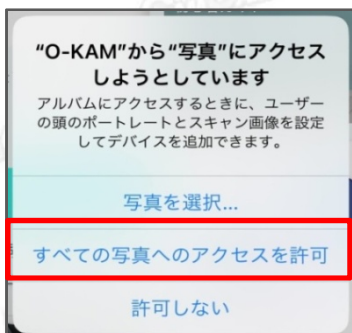 “O-KAM”から“写真”にアクセス
しようとしています
アルバムにアクセスするときに、ユーザー
の頭のポートレートとスキャン画像を設定
してデバイスを追加できます。
写真を選択...
すべての写真へのアクセスを許可
許可しない